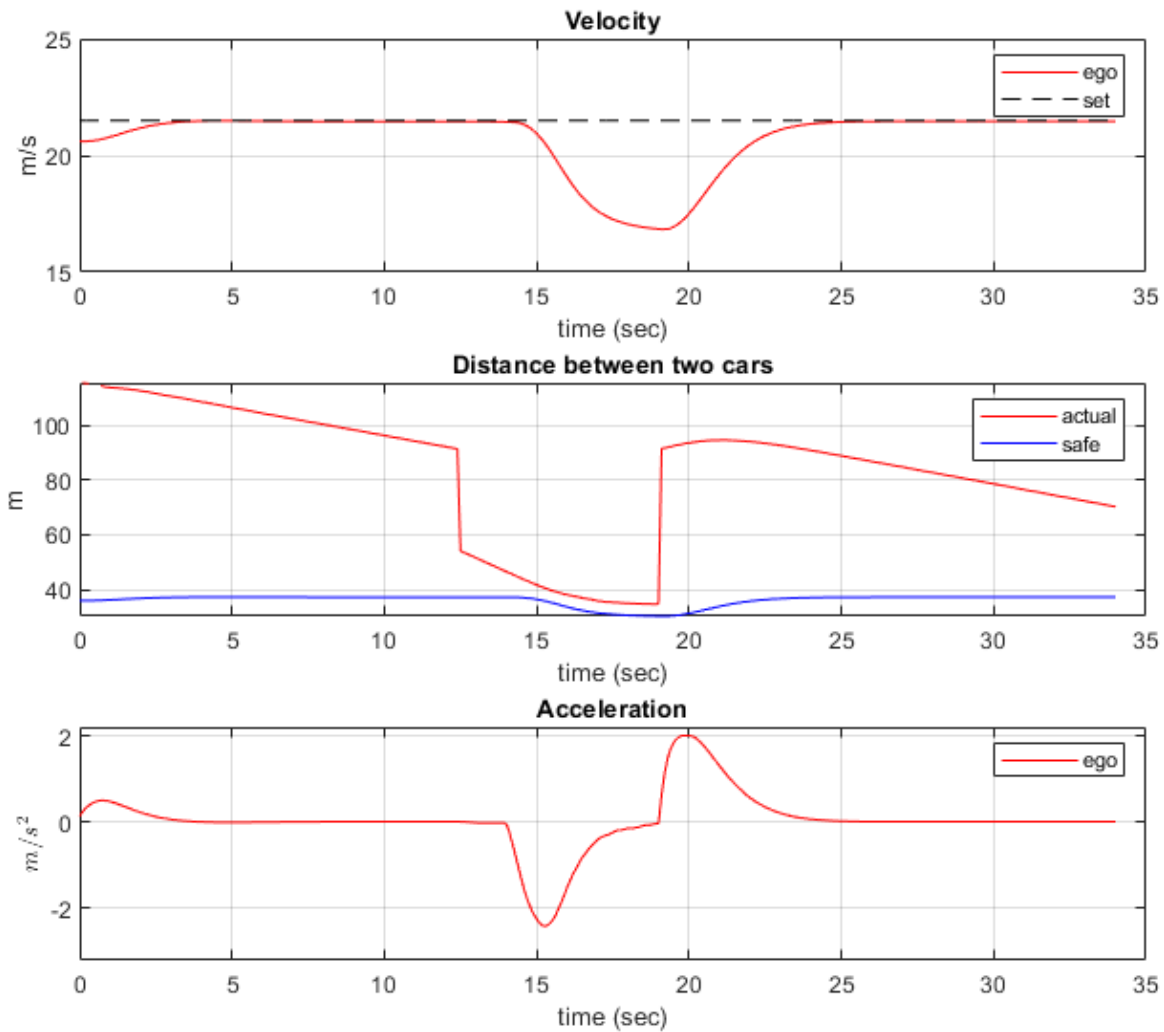 Velocity
25
20
15
m/s
ego
set
0 5 10 15 20 25 30 35
time (sec)
Distance between two cars
100
80
60
40
m
actual
safe
0 5 10 15 20 25 30 35
time (sec)
Acceleration
2
0
-2
m/s²
ego
0 5 10 15 20 25 30 35
time (sec)